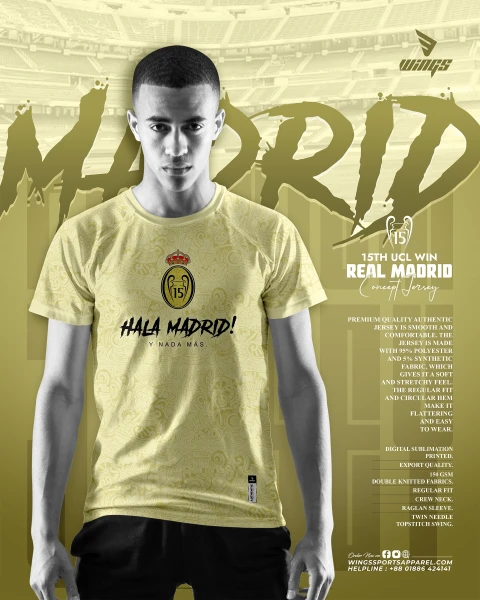 WINGS
MADRID
15
15TH UCL WIN
REAL MADRID
Concept Jersey
15
HALA MADRID!
Y NADA MÁS
PREMIUM QUALITY AUTHENTIC
JERSEY IS SMOOTH AND
COMFORTABLE. THE
JERSEY IS MADE
WITH 95% POLYESTER
AND 5% SYNTHETIC
FABRIC, WHICH
GIVES IT A SOFT
AND STRETCHY FEEL.
THE REGULAR FIT
AND CIRCULAR HEM
MAKE IT
FLATTERING
AND EASY
TO WEAR.
DIGITAL SUBLIMATION
PRINTED.
EXPORT QUALITY.
150 GSM
DOUBLE KNITTED FABRICS.
REGULAR FIT
CREW NECK.
RAGLAN SLEEVE.
TWIN NEEDLE
TOPSTITCH SWING.
Order Now on
WINGSSPORTSAPPAREL.COM
HELPLINE : +88 01886 424141